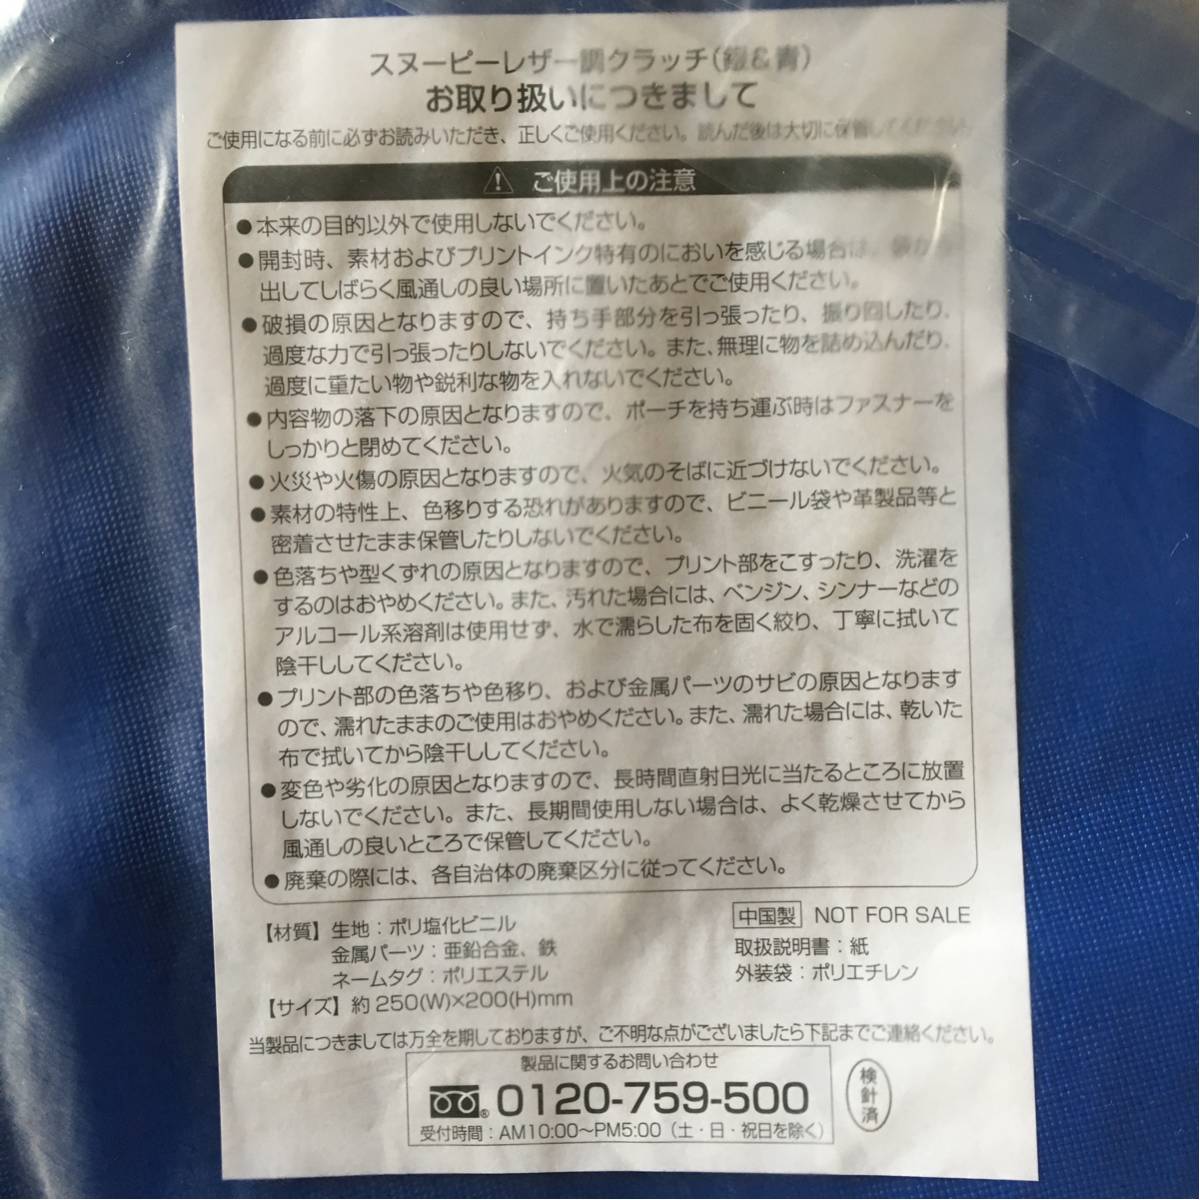 スヌーピーレザー調クラッチ(銀&青)
お取り扱いにつきまして
ご使用になる前に必ずお読みいただき、正しくご使用ください。読んだ後は大切に保管してください。
ご使用上の注意
●本来の目的以外で使用しないでください。
●開封時、素材およびプリントインク特有のにおいを感じる場合は、袋から
出してしばらく風通しの良い場所に置いたあとでご使用ください。
●破損の原因となりますので、持ち手部分を引っ張ったり、振り回したり、
過度な力で引っ張ったりしないでください。また、無理に物を詰め込んだり、
過度に重たい物や鋭利な物を入れないでください。
●内容物の落下の原因となりますので、ポーチを持ち運ぶ時はファスナーを
しっかりと閉めてください。
●火災や火傷の原因となりますので、火気のそばに近づけないでください。
●素材の特性上、色移りする恐れがありますので、ビニール袋や革製品等と
密着させたまま保管したりしないでください。
●色落ちや型くずれの原因となりますので、プリント部をこすったり、洗濯を
するのはおやめください。また、汚れた場合には、ベンジン、シンナーなどの
アルコール系溶剤は使用せず、水で濡らした布を固く絞り、丁寧に拭いて
陰干ししてください。
●プリント部の色落ちや色移り、および金属パーツのサビの原因となります
ので、濡れたままのご使用はおやめください。また、濡れた場合には、乾いた
布で拭いてから陰干ししてください。
●変色や劣化の原因となりますので、長時間直射日光に当たるところに放置
しないでください。また、長期間使用しない場合は、よく乾燥させてから
風通しの良いところで保管してください。
●廃棄の際には、各自治体の廃棄区分に従ってください。
【材質】生地：ポリ塩化ビニル
金属パーツ：亜鉛合金、鉄
ネームタグ：ポリエステル
【サイズ】約250(W)×200(H)mm
中国製 NOT FOR SALE
取扱説明書：紙
外装袋：ポリエチレン
当製品につきましては万全を期しておりますが、ご不明な点がございましたら下記までご連絡ください。
製品に関するお問い合わせ
0120-759-500
受付時間：AM10:00～PM5:00（土・日・祝日を除く）
検針済